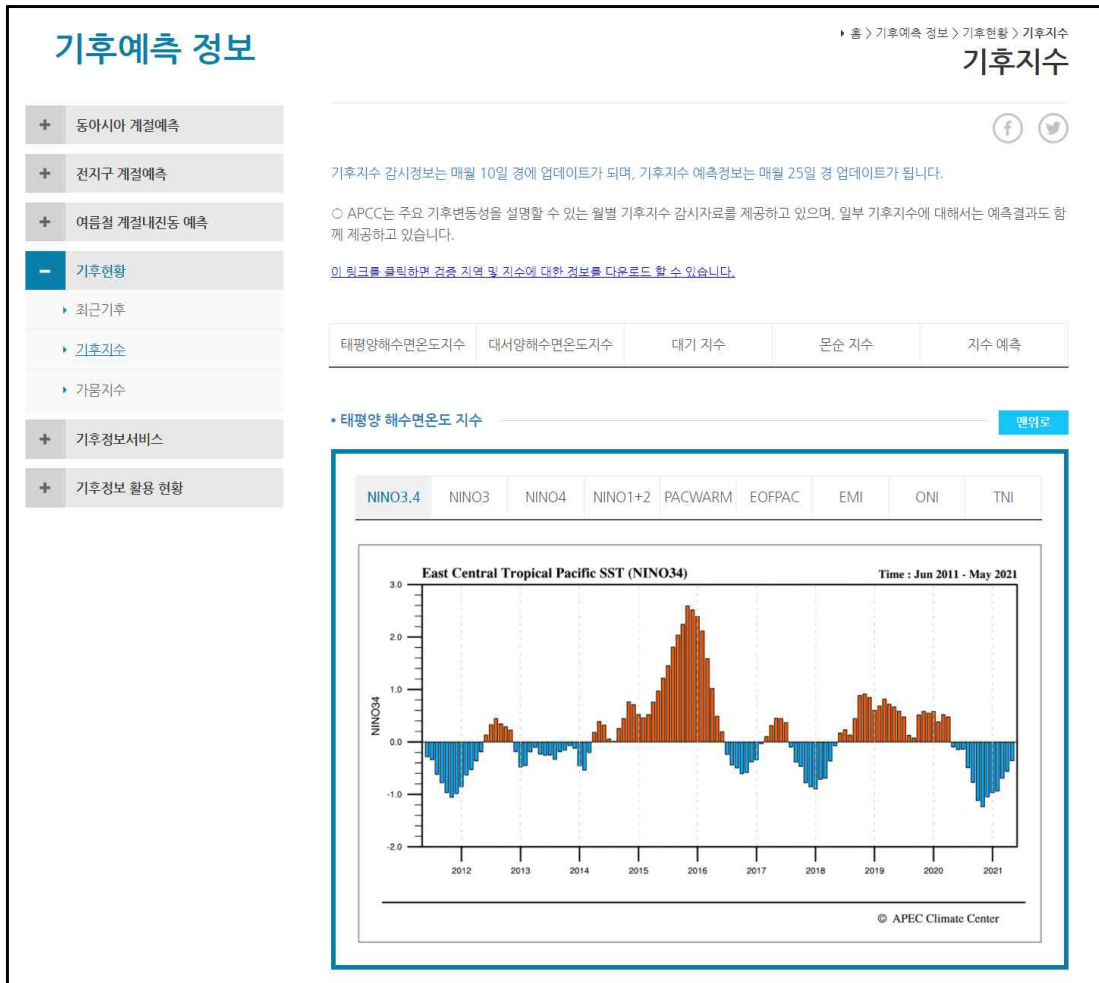 기후예측 정보
홈 > 기후예측 정보 > 기후현황 > 기후지수
기후지수
동아시아 계절예측
전지구 계절예측
여름철 계절내진동 예측
기후현황
최근기후
기후지수
가뭄지수
기후정보서비스
기후정보 활용 현황
기후지수 감시정보는 매월 10일 경에 업데이트가 되며, 기후지수 예측정보는 매월 25일 경 업데이트가 됩니다.
○ APCC는 주요 기후변동성을 설명할 수 있는 월별 기후지수 감시자료를 제공하고 있으며, 일부 기후지수에 대해서는 예측결과도 함
께 제공하고 있습니다.
이 링크를 클릭하면 검증 지역 및 지수에 대한 정보를 다운로드 할 수 있습니다.
태평양해수면온도지수 대서양해수면온도지수 대기 지수 몬순 지수 지수 예측
• 태평양 해수면온도 지수
맨위로
NINO3.4 NINO3 NINO4 NINO1+2 PACWARM EOFPAC EMI ONI TNI
East Central Tropical Pacific SST (NINO34) Time : Jun 2011 - May 2021
3.0
2.0
1.0
0.0
-1.0
-2.0
NINO34
2012 2013 2014 2015 2016 2017 2018 2019 2020 2021
© APEC Climate Center